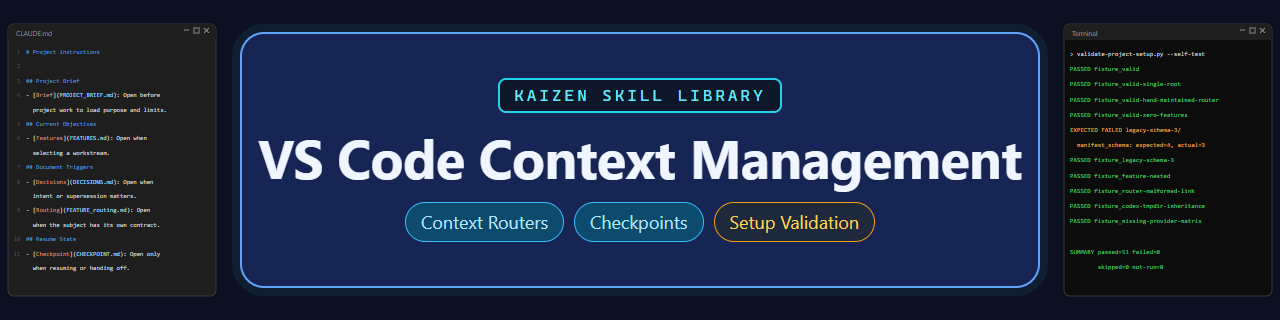 CLAUDE.md
1 # Project instructions
2
3 ## Project Brief
4 - [Brief](PROJECT_BRIEF.md): Open before
project work to load purpose and limits.
5 ## Current Objectives
6 - [Features](FEATURES.md): Open when
selecting a workstream.
7 ## Document Triggers
8 - [Decisions](DECISIONS.md): Open when
intent or supersession matters.
9 - [Routing](FEATURE_routing.md): Open
when the subject has its own contract.
10 ## Resume State
11 - [Checkpoint](CHECKPOINT.md): Open only
when resuming or handing off.
KAIZEN SKILL LIBRARY
VS Code Context Management
Context Routers
Checkpoints
Setup Validation
Terminal
> validate-project-setup.py --self-test
PASSED fixture_valid
PASSED fixture_valid-single-root
PASSED fixture_valid-hand-maintained-router
PASSED fixture_valid-zero-features
EXPECTED FAILED legacy-schema-3/
manifest_schema: expected=4, actual=3
PASSED fixture_legacy-schema-3
PASSED fixture_feature-nested
PASSED fixture_router-malformed-link
PASSED fixture_codex-tmpdir-inheritance
PASSED fixture_missing-provider-matrix
SUMMARY passed=51 failed=0
skipped=0 not-run=0